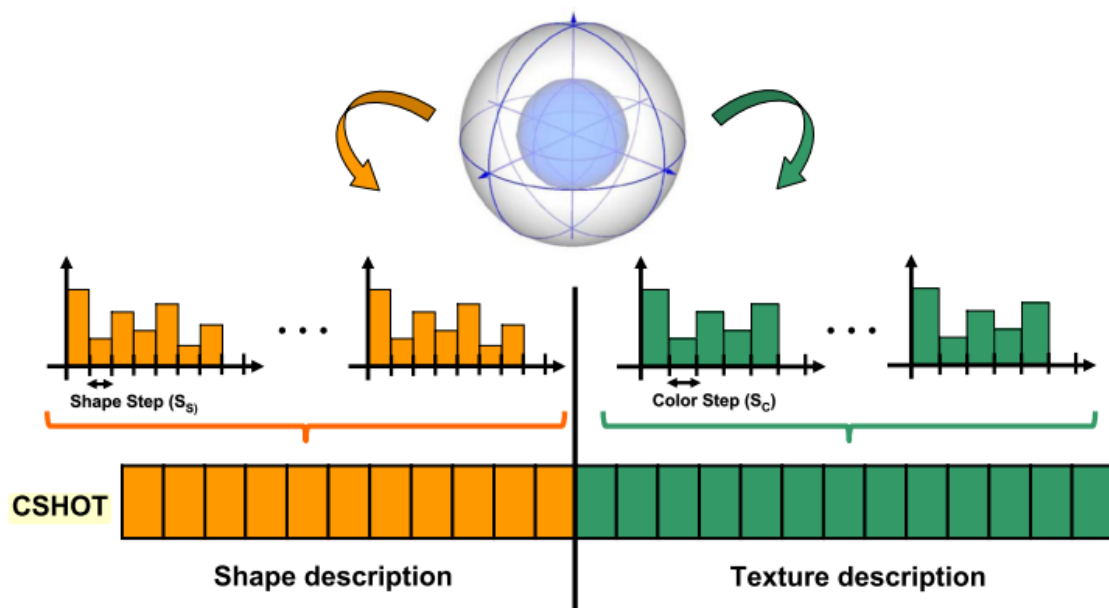 • • •
• • •
Shape Step (S_S)
Color Step (S_C)
CSHOT
Shape description
Texture description